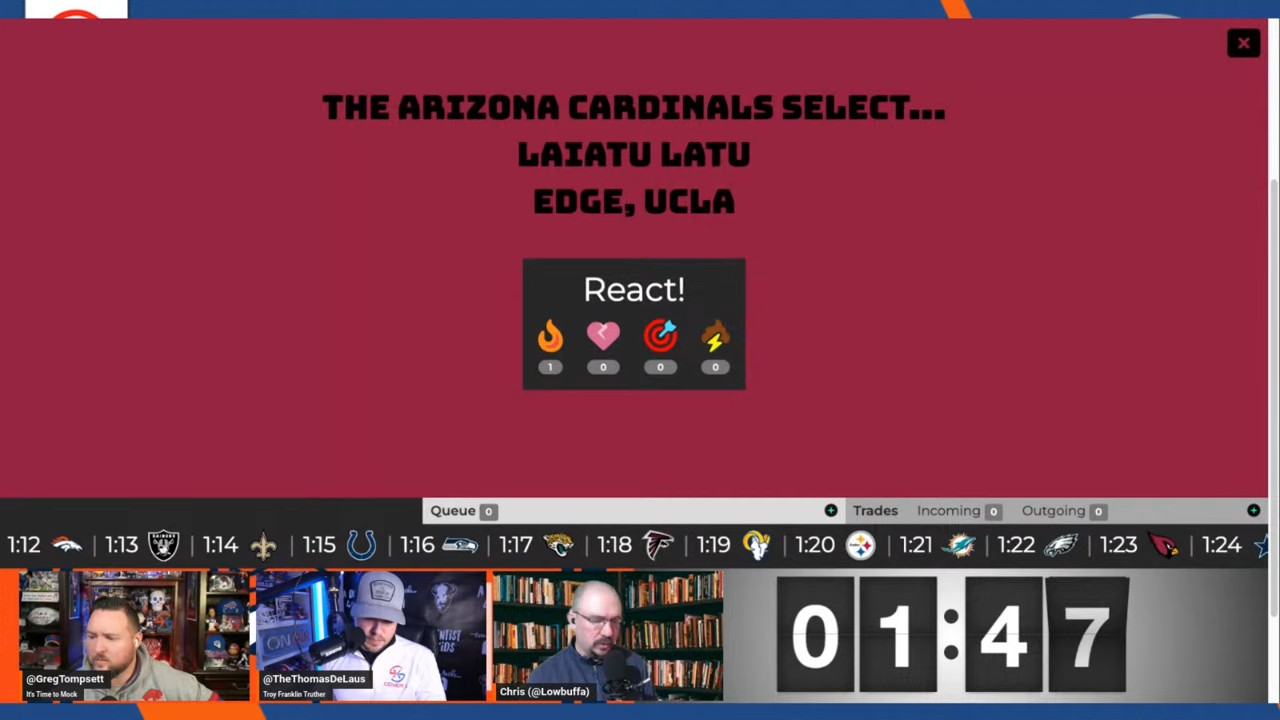 THE ARIZONA CARDINALS SELECT...
LAIATU LATU
EDGE, UCLA
React!
1 0 0 0
Queue 0
Trades Incoming 0 Outgoing 0
1:12 | 1:13 | 1:14 | 1:15 | 1:16 | 1:17 | 1:18 | 1:19 | 1:20 | 1:21 | 1:22 | 1:23 | 1:24
RAIDERS
01:47
@GregTompsett
It's Time to Mock
@TheThomasDeLaus
Troy Franklin Truther
Chris (@Lowbuffa)